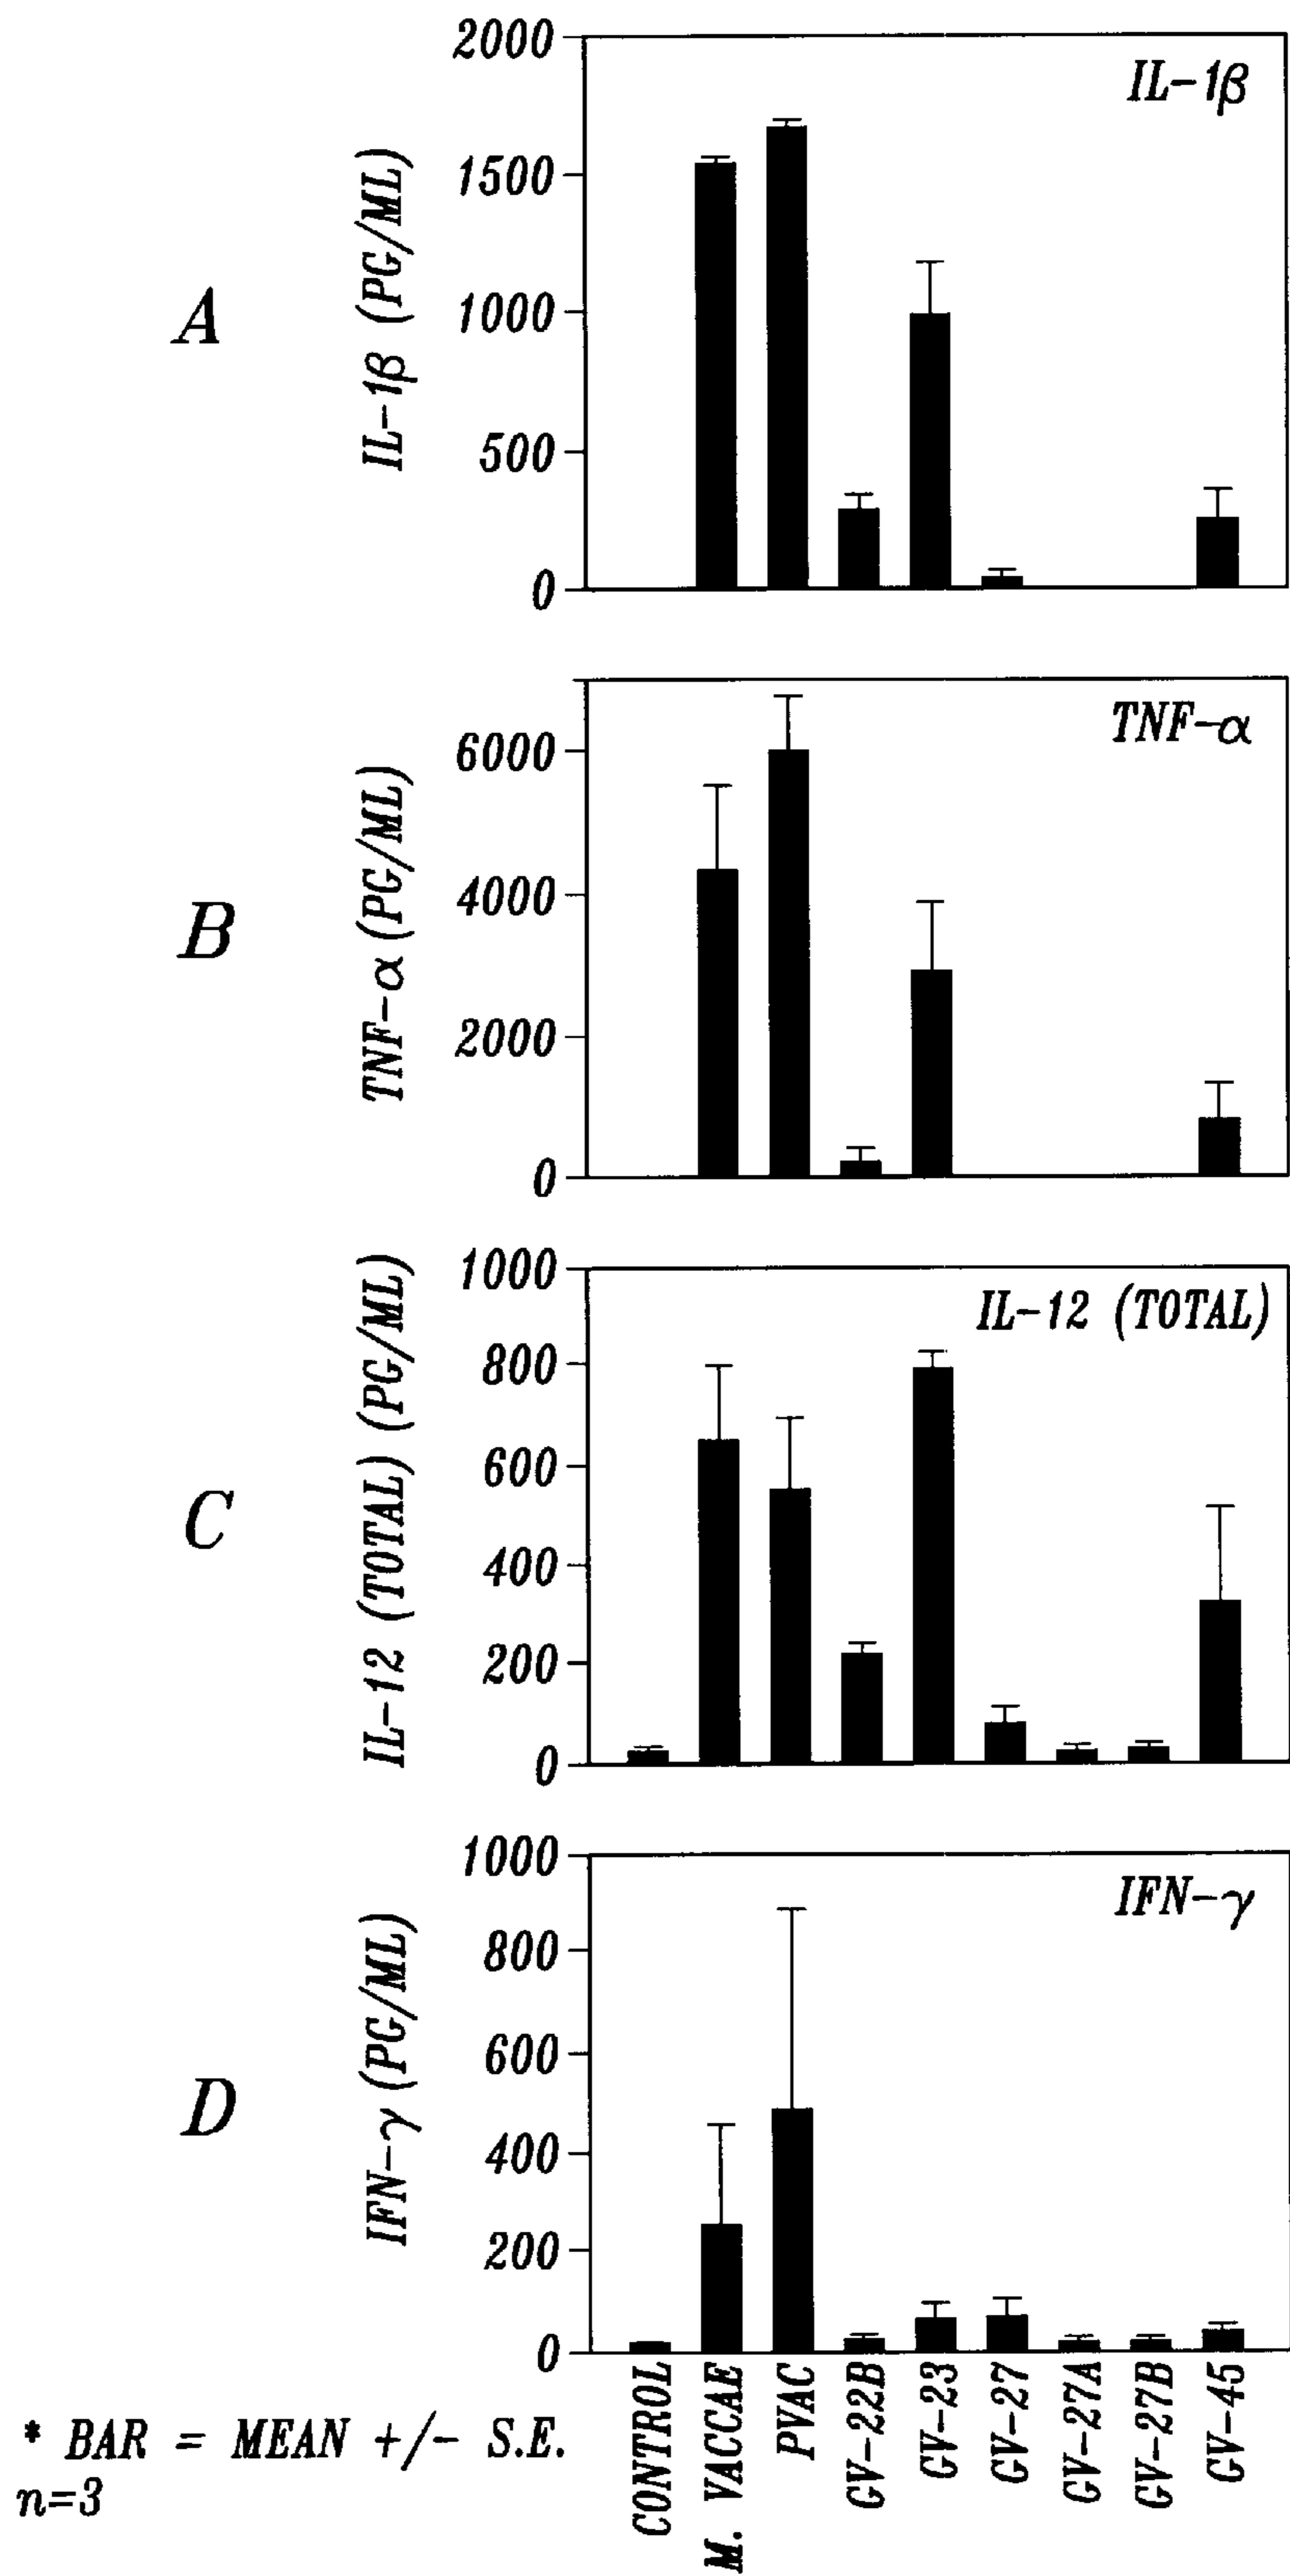 A
IL-1β (PG/ML)
2000
1500
1000
500
0
IL-1β
B
TNF-α (PG/ML)
6000
4000
2000
0
TNF-α
C
IL-12 (TOTAL) (PG/ML)
1000
800
600
400
200
0
IL-12 (TOTAL)
D
IFN-γ (PG/ML)
1000
800
600
400
200
0
IFN-γ
CONTROL
M. VACCAE
PVAC
GV-22B
GV-23
GV-27
GV-27A
GV-27B
GV-45
* BAR = MEAN +/- S.E.
n=3